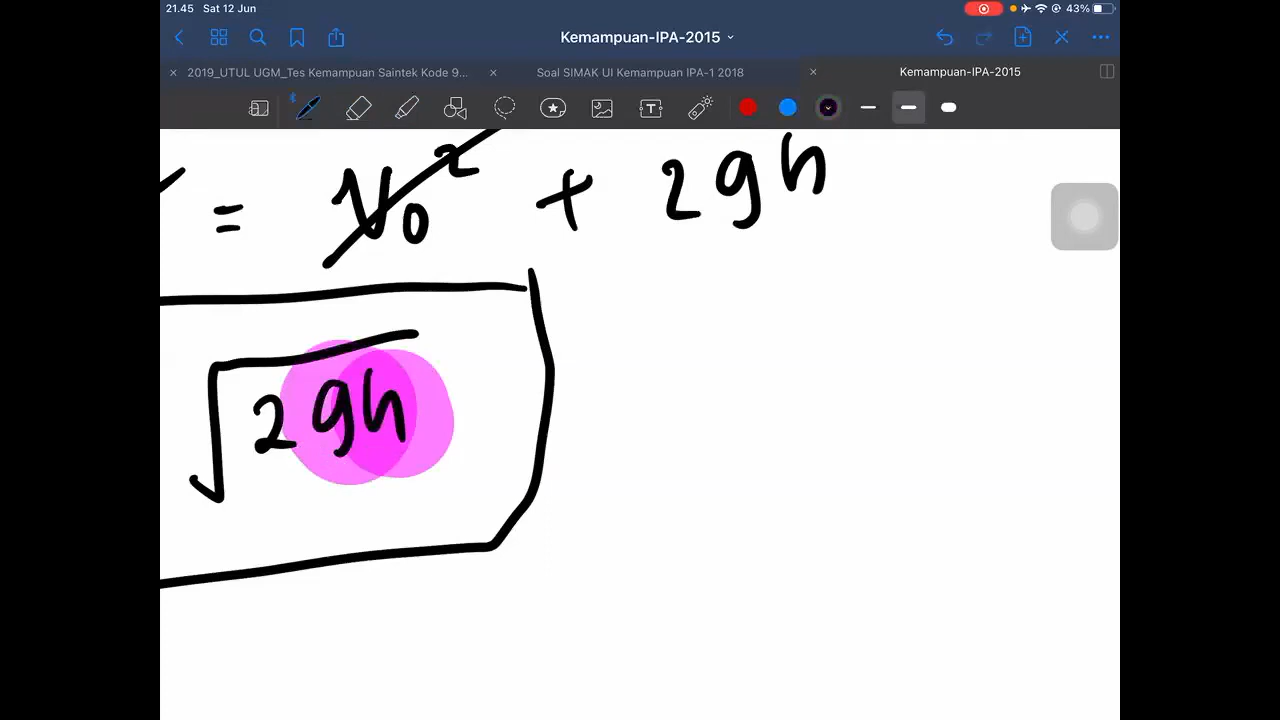 21.45 Sat 12 Jun 43%
Kemampuan-IPA-2015
2019_UTUL UGM_Tes Kemampuan Saintek Kode 9... Soal SIMAK UI Kemampuan IPA-1 2018 Kemampuan-IPA-2015
= V₀² + 2gh
√2gh